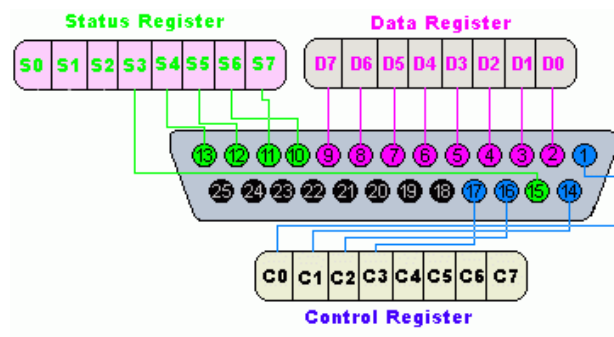 Status Register Data Register
S0 S1 S2 S3 S4 S5 S6 S7 D7 D6 D5 D4 D3 D2 D1 D0
13 12 11 10 9 8 7 6 5 4 3 2 1
25 24 23 22 21 20 19 18 17 16 15 14
C0 C1 C2 C3 C4 C5 C6 C7
Control Register